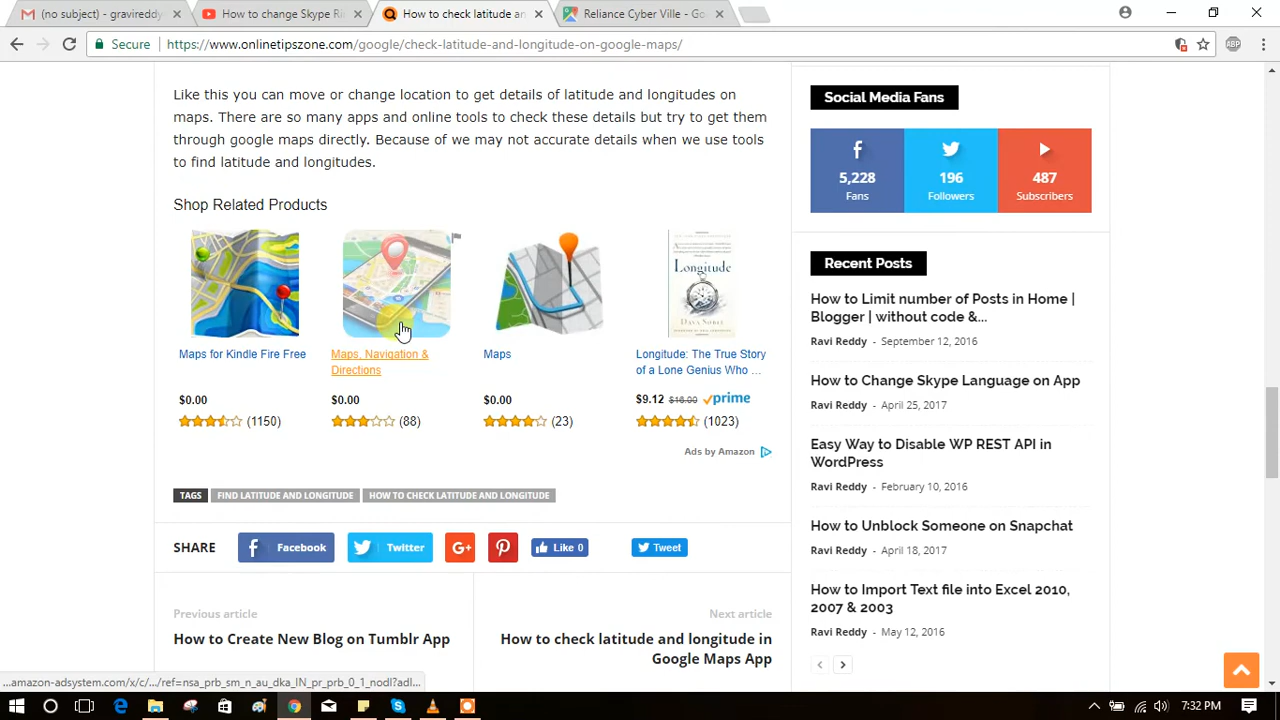 (no subject) - gravireddy
How to change Skype Ri
How to check latitude an
Reliance Cyber Ville - Go
Secure
https://www.onlinetipszone.com/google/check-latitude-and-longitude-on-google-maps/
ABP
Like this you can move or change location to get details of latitude and longitudes on
maps. There are so many apps and online tools to check these details but try to get them
through google maps directly. Because of we may not accurate details when we use tools
to find latitude and longitudes.
Shop Related Products
Longitude
Maps for Kindle Fire Free
$0.00
(1150)
Maps, Navigation &
Directions
$0.00
(88)
Maps
$0.00
(23)
Longitude: The True Story
of a Lone Genius Who ...
$9.12 $16.00 prime
(1023)
Ads by Amazon
TAGS FIND LATITUDE AND LONGITUDE HOW TO CHECK LATITUDE AND LONGITUDE
SHARE Facebook Twitter G+ Like 0 Tweet
Previous article
How to Create New Blog on Tumblr App
Next article
How to check latitude and longitude in
Google Maps App
Social Media Fans
5,228
Fans
196
Followers
487
Subscribers
Recent Posts
How to Limit number of Posts in Home |
Blogger | without code &...
Ravi Reddy - September 12, 2016
How to Change Skype Language on App
Ravi Reddy - April 25, 2017
Easy Way to Disable WP REST API in
WordPress
Ravi Reddy - February 10, 2016
How to Unblock Someone on Snapchat
Ravi Reddy - April 18, 2017
How to Import Text file into Excel 2010,
2007 & 2003
Ravi Reddy - May 12, 2016
...amazon-adsystem.com/x/c/.../ref=nsa_prb_sm_n_au_dka_IN_pr_prb_0_1_nodl?adl...
7:32 PM